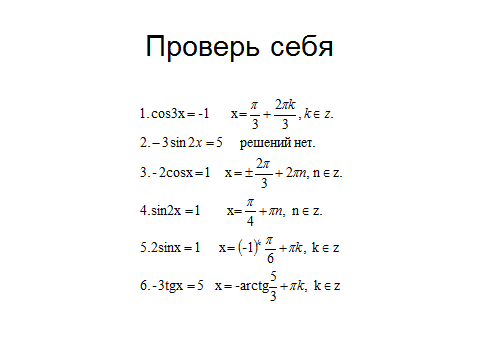 Проверь себя
1.cos3x = -1 x= π/3 + 2πk/3, k ∈ z.
2. − 3 sin 2x = 5 решений нет.
3.- 2cosx = 1 x = ± 2π/3 + 2πn, n ∈ z.
4.sin2x = 1 x= π/4 + πn, n ∈ z.
5.2sinx = 1 x= (-1)ᵏ π/6 + πk, k ∈ z
6.-3tgx = 5 x = -arctg 5/3 + πk, k ∈ z